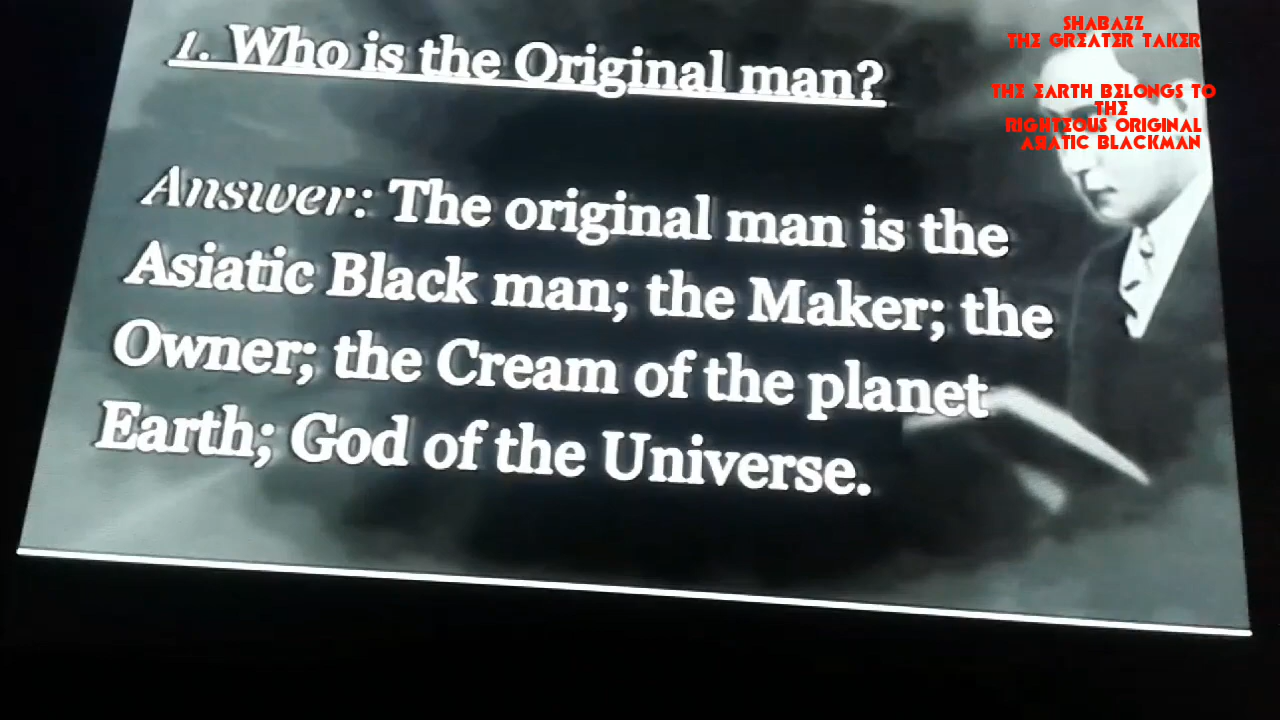 1. Who is the Original man?
Answer: The original man is the
Asiatic Black man; the Maker; the
Owner; the Cream of the planet
Earth; God of the Universe.
SHABAZZ
THE GREATER TAKER
THE EARTH BELONGS TO
THE
RIGHTEOUS ORIGINAL
ASIATIC BLACKMAN